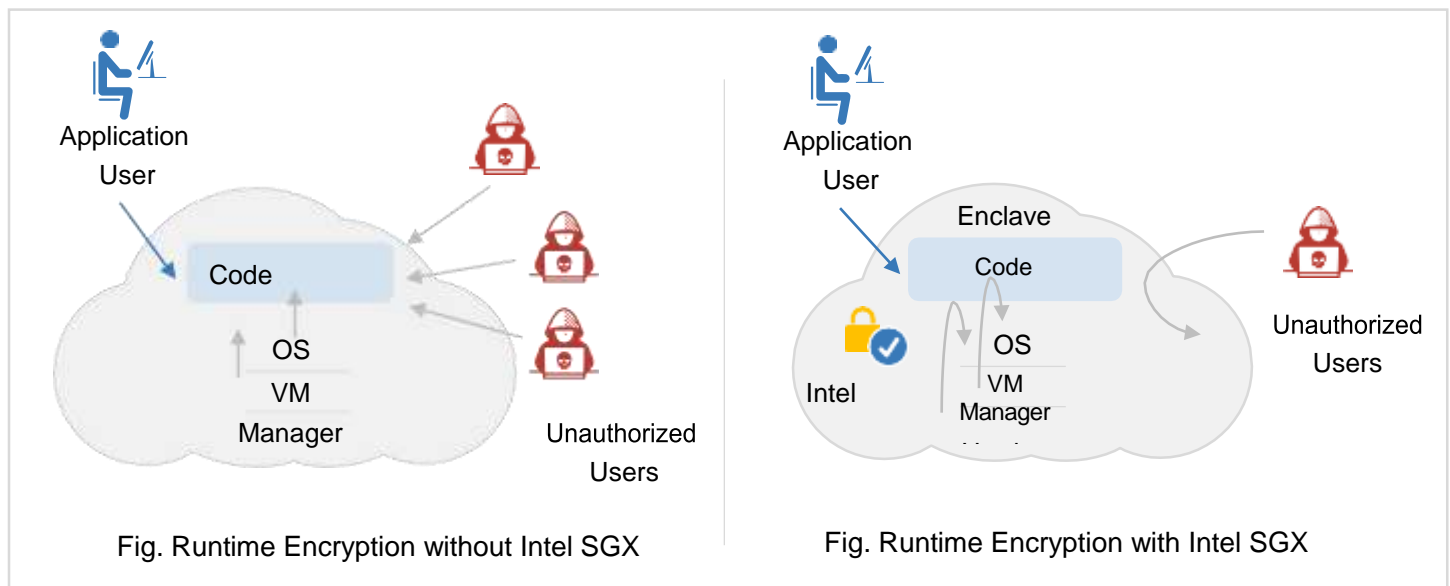 Application
User
Code
OS
VM
Manager
Unauthorized
Users
Fig. Runtime Encryption without Intel SGX
Application
User
Enclave
Code
OS
VM
Manager
Intel
Unauthorized
Users
Fig. Runtime Encryption with Intel SGX